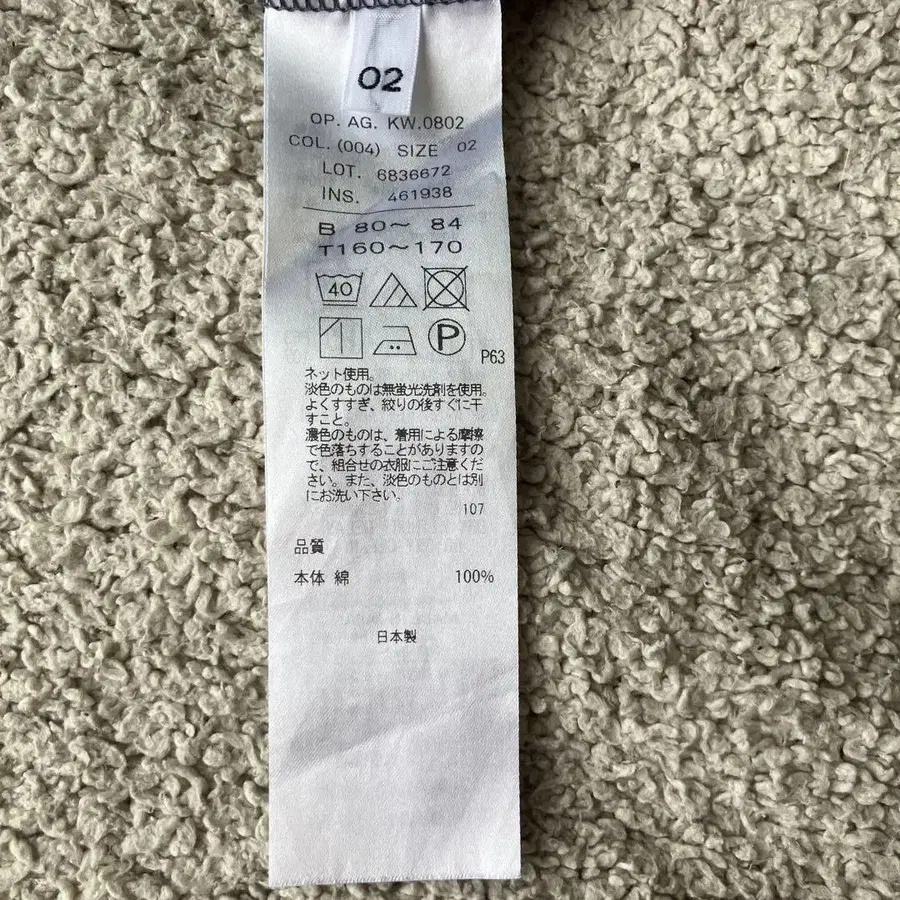 02
OP. AG. KW.0802
COL. (004) SIZE 02
LOT. 6836672
INS. 461938
B 80～ 84
T160～170
40
P
P63
ネット使用。
淡色のものは無蛍光洗剤を使用。
よくすすぎ、絞りの後すぐに干
すこと。
濃色のものは、着用による摩擦
で色落ちすることがありますの
で、組合せの衣服にご注意くだ
さい。また、淡色のものとは別
にお洗い下さい。
107
品質
本体 綿 100%
日本製